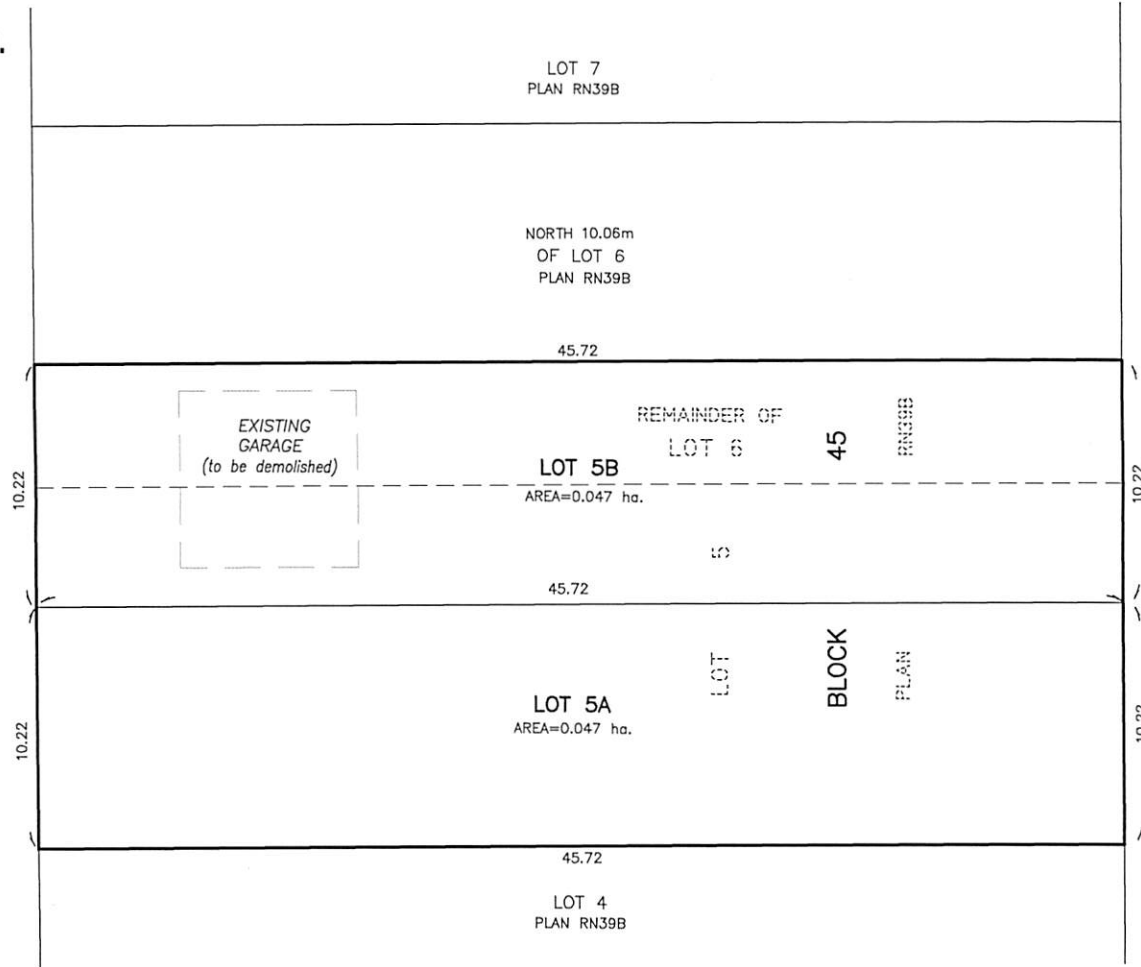 LOT 7
PLAN RN39B
NORTH 10.06m
OF LOT 6
PLAN RN39B
45.72
EXISTING
GARAGE
(to be demolished)
REMAINDER OF
LOT 6
LOT 5B
AREA=0.047 ha.
10.22
10.22
45.72
LOT 5
BLOCK 45
PLAN RN39B
LOT 5A
AREA=0.047 ha.
10.22
10.22
45.72
LOT 4
PLAN RN39B